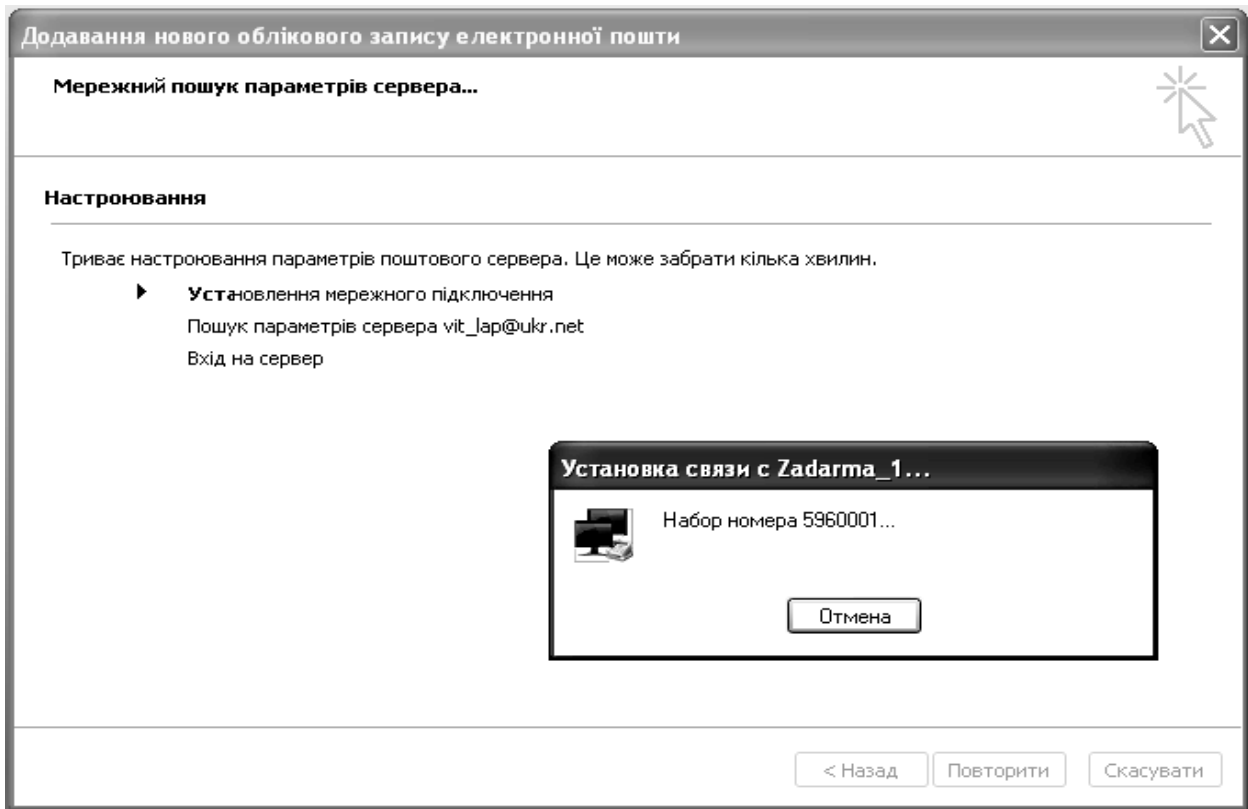 Додавання нового облікового запису електронної пошти
Мережний пошук параметрів сервера...
Настроювання
Триває настроювання параметрів поштового сервера. Це може забрати кілька хвилин.
Установлення мережного підключення
Пошук параметрів сервера vit_lap@ukr.net
Вхід на сервер
Установка связи с Zadarma_1...
Набор номера 5960001...
Отмена
< Назад Повторити Скасувати